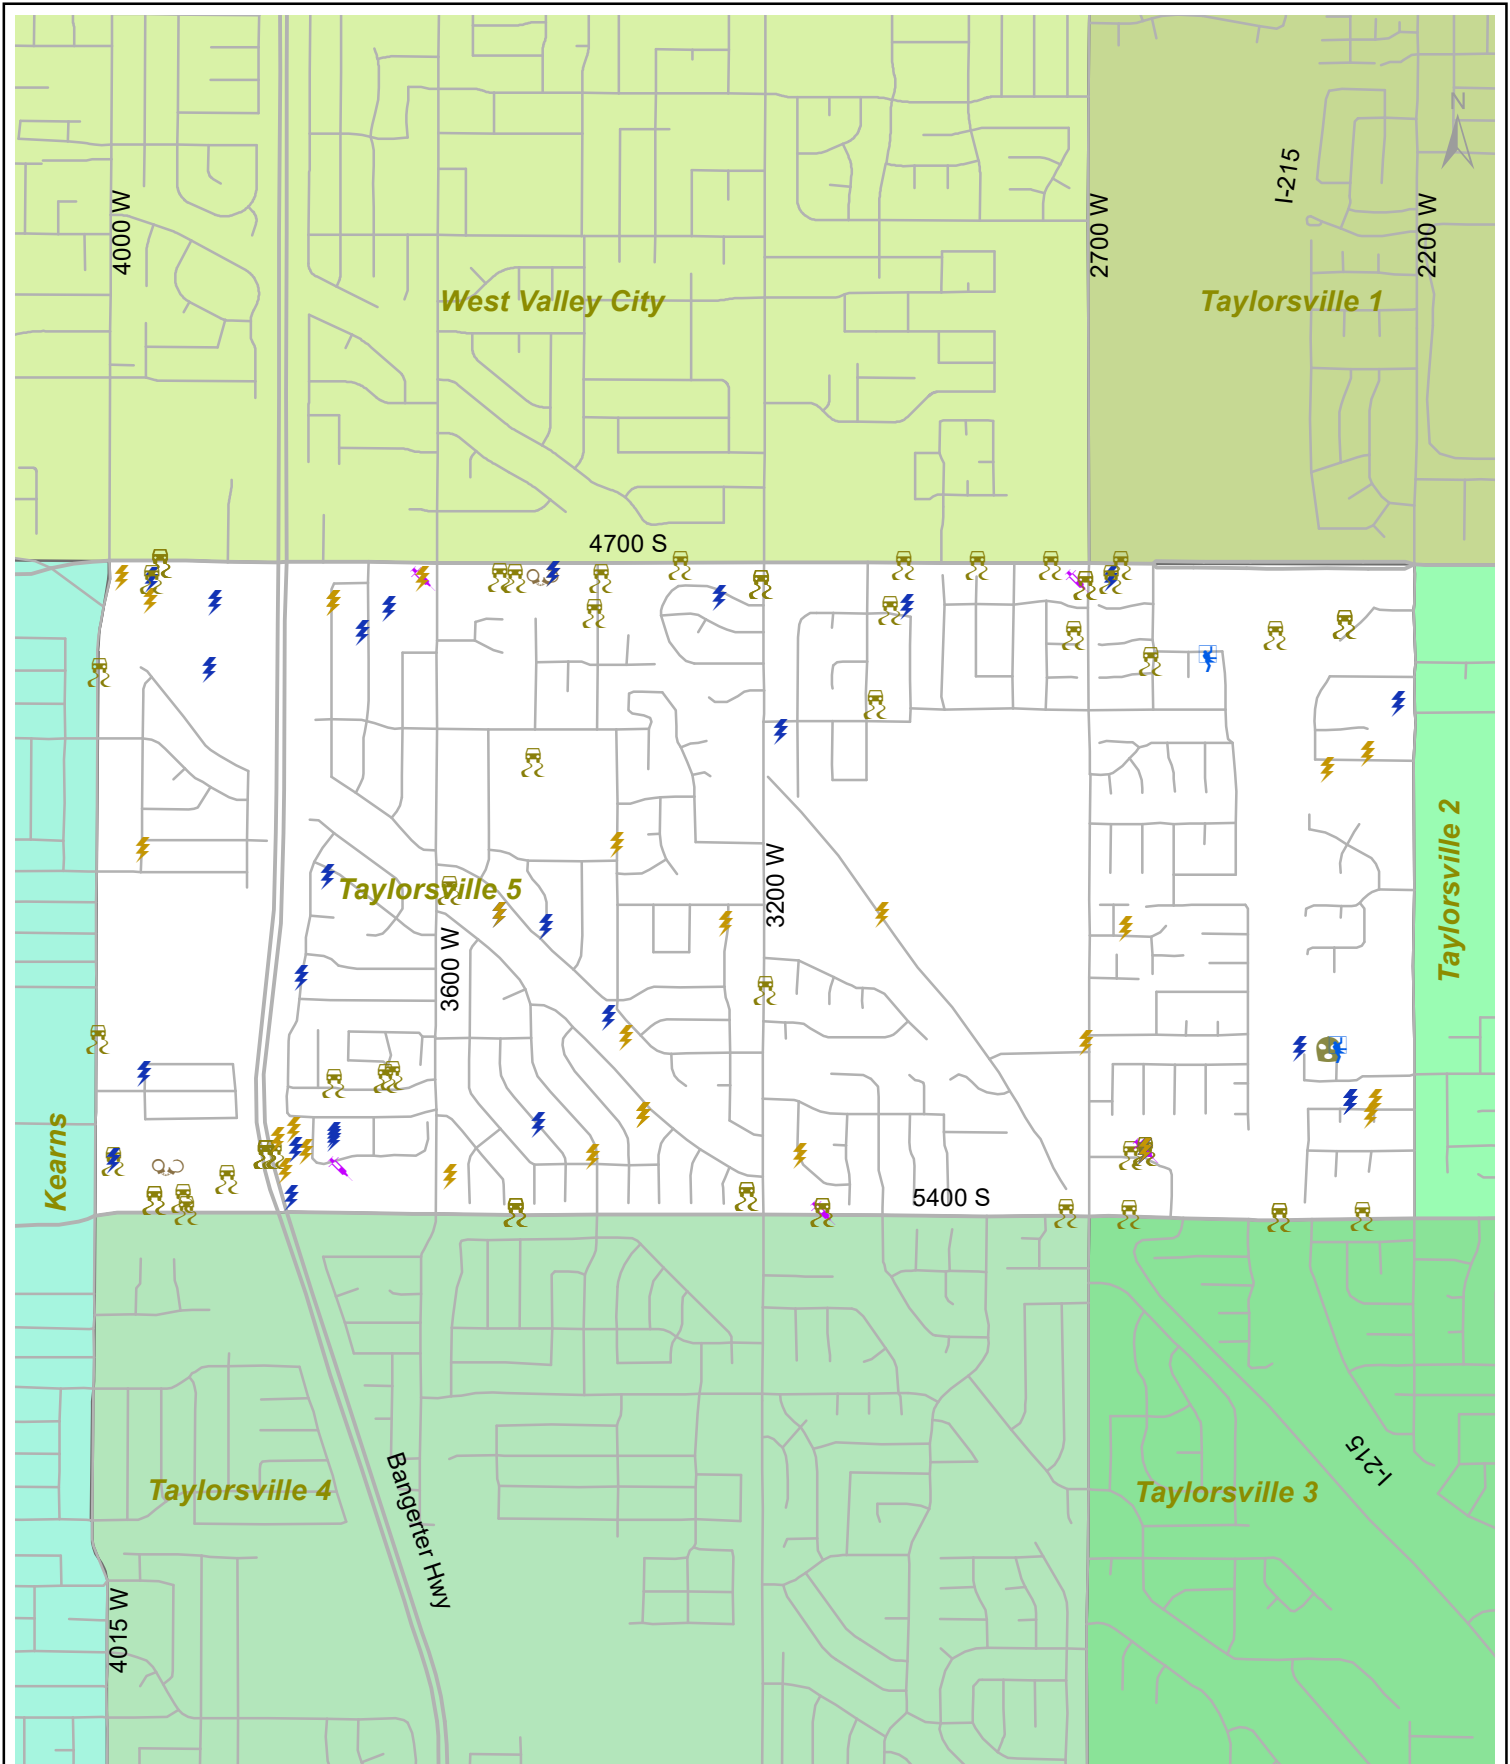 N
I-215
4000 W
2700 W
2200 W
West Valley City
Taylorsville 1
4700 S
Taylorsville 2
3200 W
Taylorsville 5
3600 W
Kearns
5400 S
I-215
Taylorsville 4
Taylorsville 3
Bangerter Hwy
4015 W